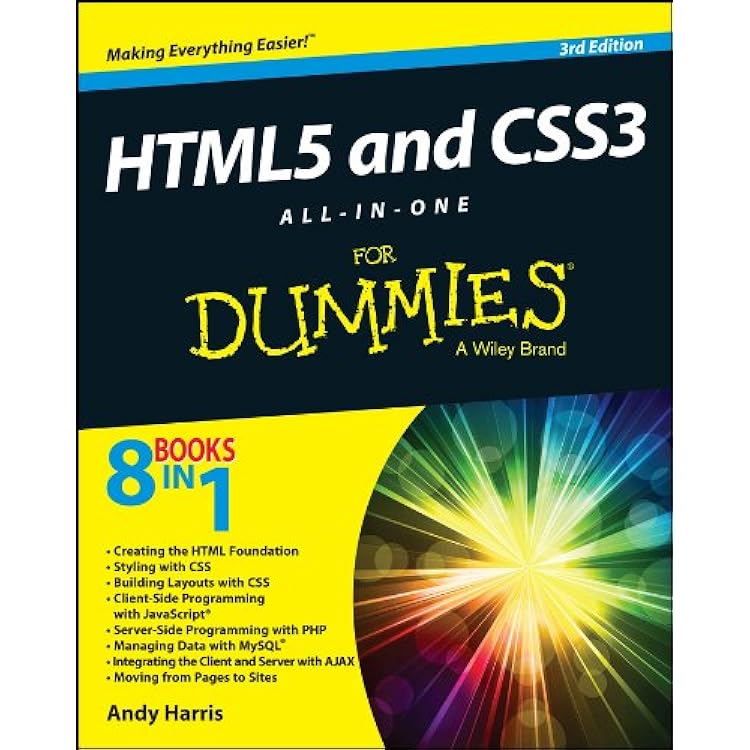 Making Everything Easier!™
3rd Edition
HTML5 and CSS3
ALL-IN-ONE
FOR
DUMMIES®
A Wiley Brand
8 BOOKS
IN 1
• Creating the HTML Foundation
• Styling with CSS
• Building Layouts with CSS
• Client-Side Programming
with JavaScript®
• Server-Side Programming with PHP
• Managing Data with MySQL®
• Integrating the Client and Server with AJAX
• Moving from Pages to Sites
Andy Harris